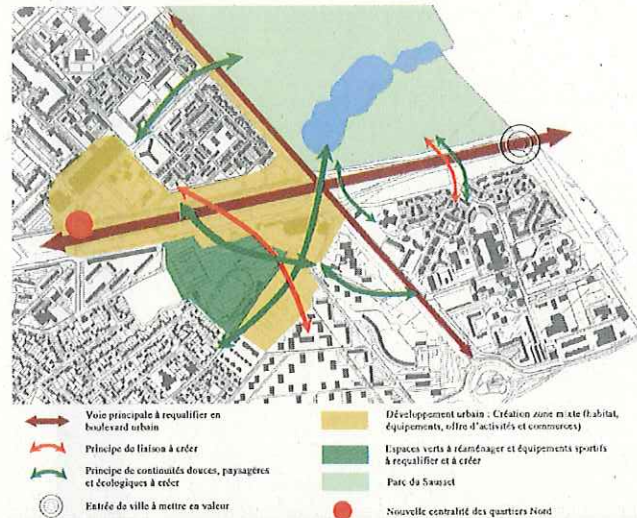 Voie principale à requalifier en
boulevard urbain
Principe de liaison à créer
Principe de continuités douces, paysagères
et écologiques à créer
Entrée de ville à mettre en valeur
Développement urbain : Création zone mixte (habitat,
équipements, offre d'activités et commerces)
Espaces verts à réaménager et équipements sportifs
à requalifier et à créer
Parc du Sausset
Nouvelle centralité des quartiers Nord